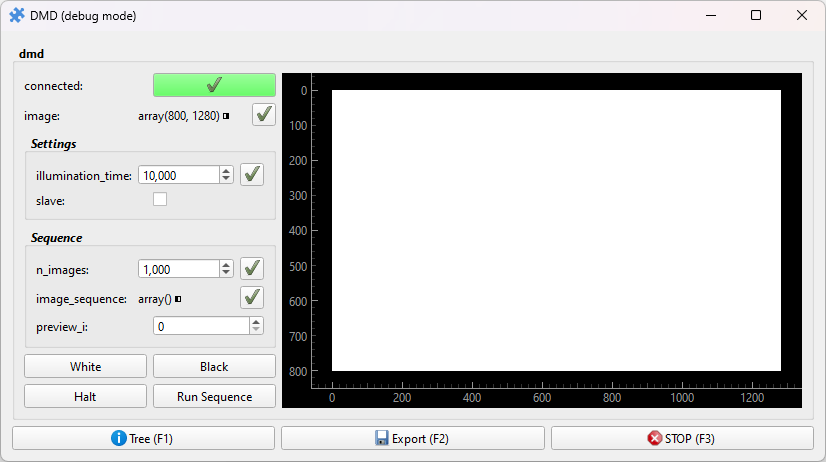 DMD (debug mode)
dmd
connected:
image: array(800, 1280)
Settings
illumination_time: 10,000
slave:
Sequence
n_images: 1,000
image_sequence: array()
preview_i: 0
White Black
Halt Run Sequence
0
100
200
300
400
500
600
700
800
0 200 400 600 800 1000 1200
Tree (F1) Export (F2) STOP (F3)